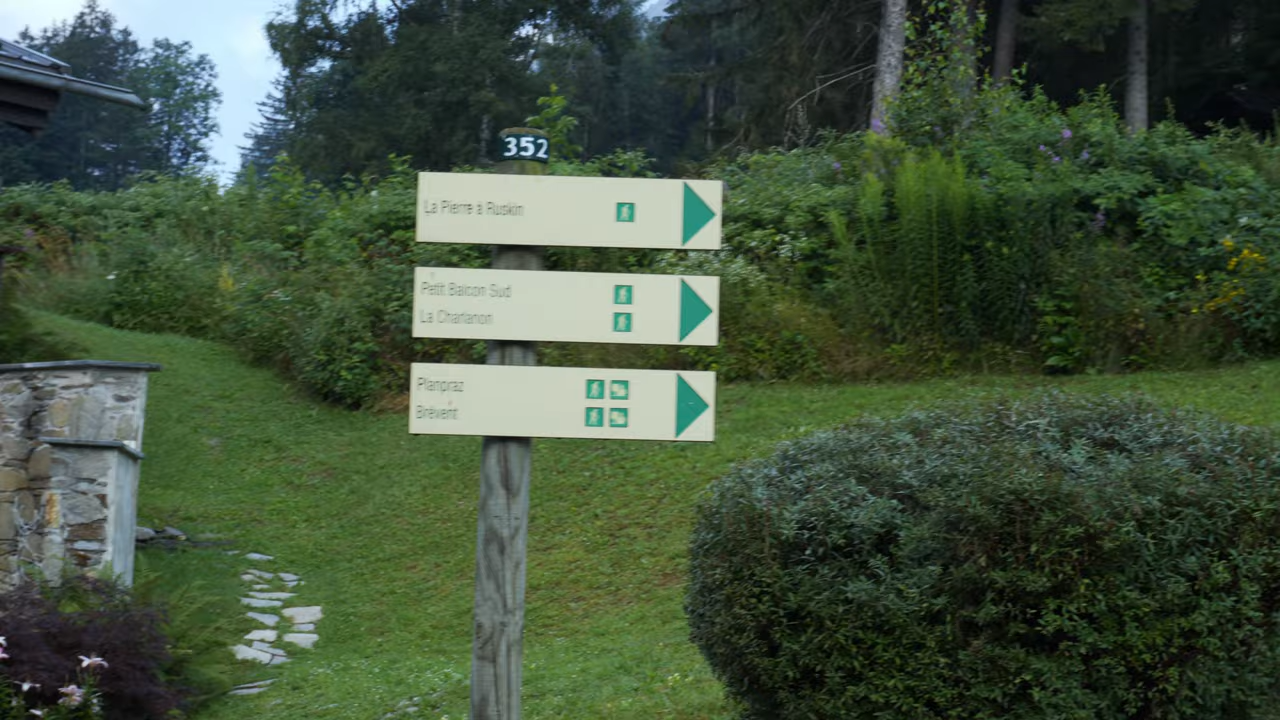 352
La Pierre à Ruskin
Petit Balcon Sud
La Charlanon
Planpraz
Brévent